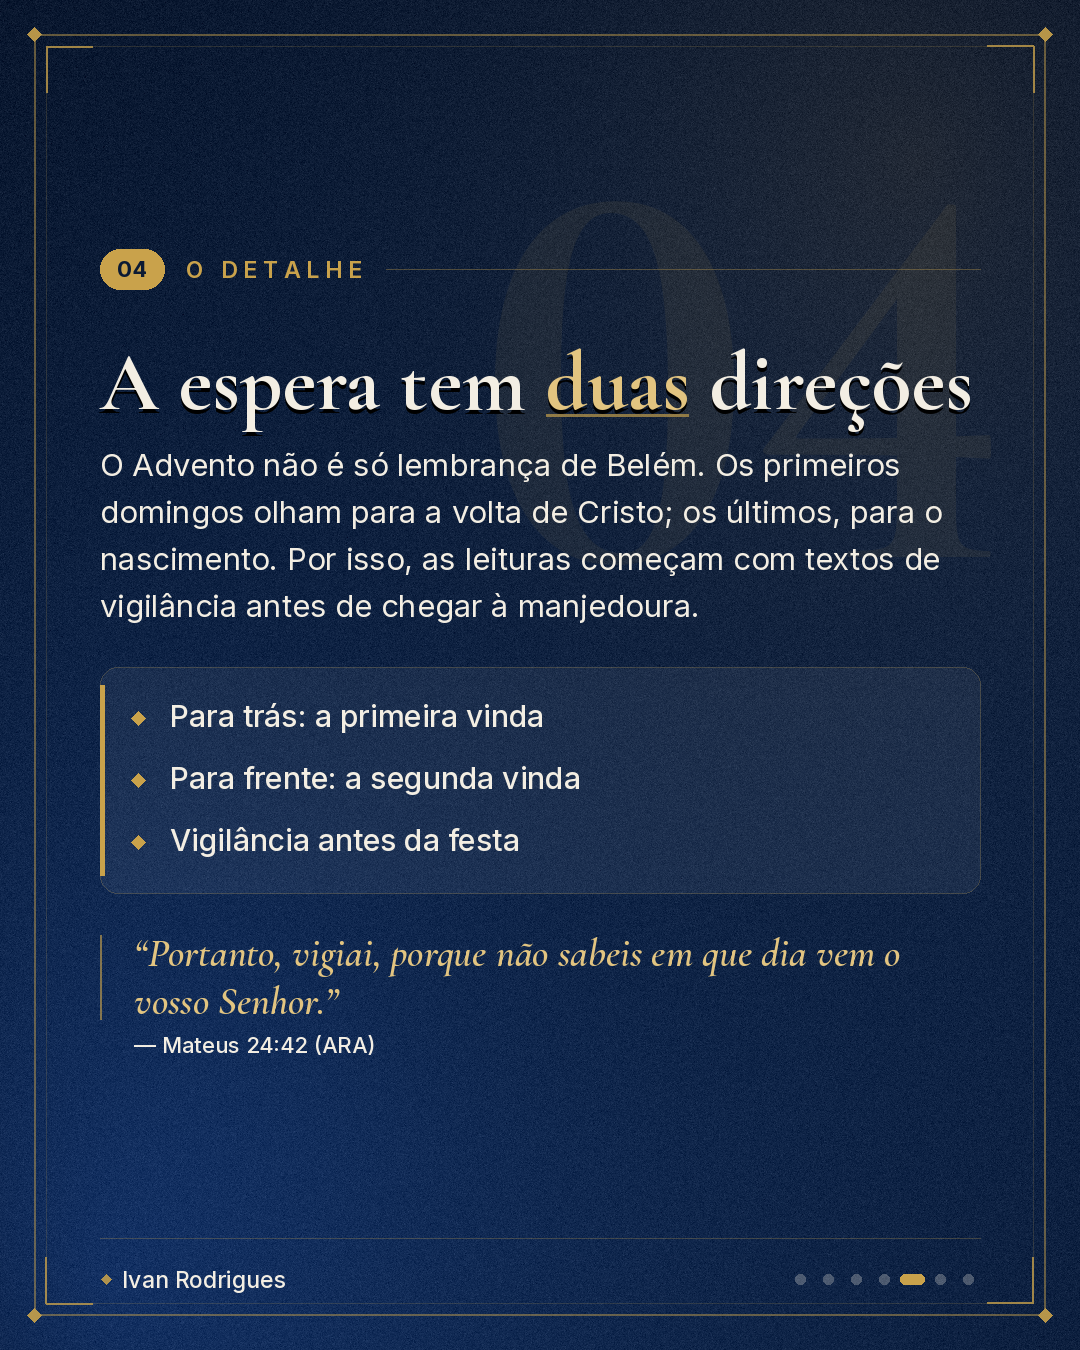 04
04 O DETALHE
A espera tem duas direções
O Advento não é só lembrança de Belém. Os primeiros
domingos olham para a volta de Cristo; os últimos, para o
nascimento. Por isso, as leituras começam com textos de
vigilância antes de chegar à manjedoura.
Para trás: a primeira vinda
Para frente: a segunda vinda
Vigilância antes da festa
“Portanto, vigiai, porque não sabeis em que dia vem o
vosso Senhor.”
— Mateus 24:42 (ARA)
Ivan Rodrigues